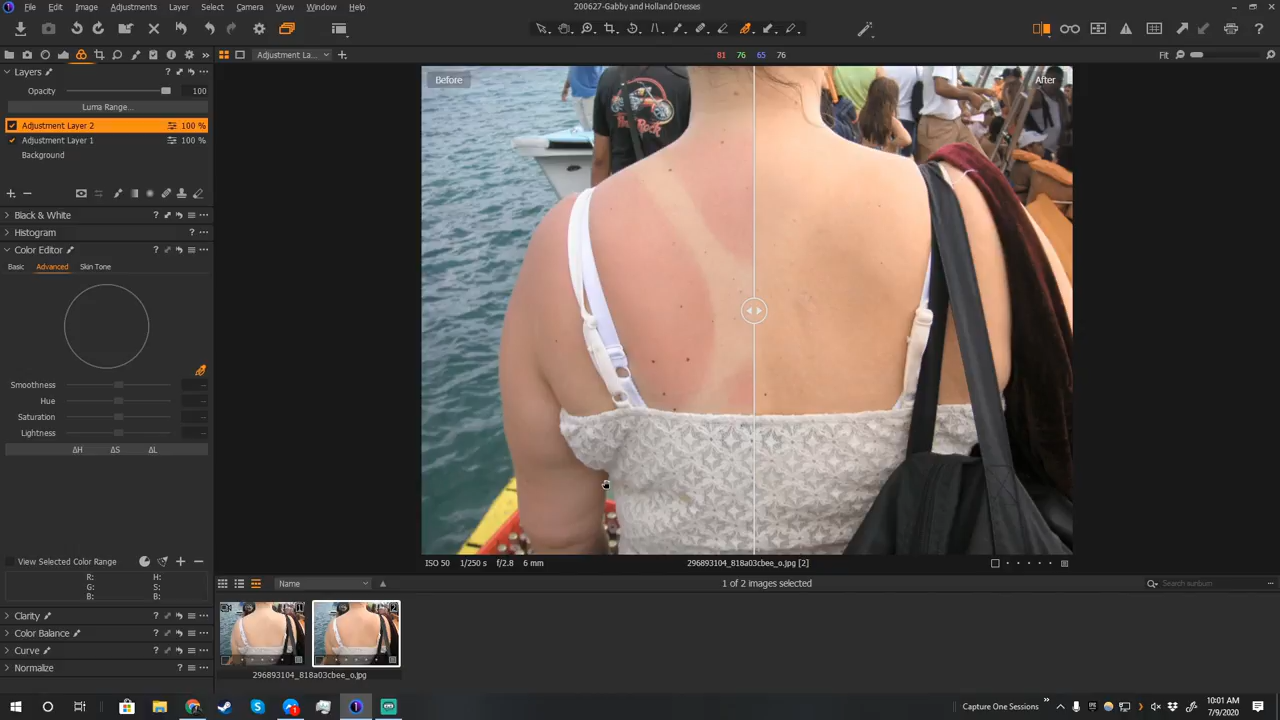 200627-Gabby and Holland Dresses
File Edit Image Adjustments Layer Select Camera View Window Help
Adjustment La...
81 76 65 76
Fit
Layers
Opacity 100
Luma Range...
Adjustment Layer 2 100 %
Adjustment Layer 1 100 %
Background
Black & White
Histogram
Color Editor
Basic Advanced Skin Tone
Smoothness
Hue
Saturation
Lightness
ΔH ΔS ΔL
View Selected Color Range
R: H:
G: S:
B: B:
Clarity
Color Balance
Curve
Normalize
Before
After
ISO 50 1/250 s f/2.8 6 mm
296893104_818a03cbee_o.jpg [2]
Name
1 of 2 images selected
Search sunburn
296893104_818a03cbee_o.jpg
Capture One Sessions
10:01 AM
7/9/2020